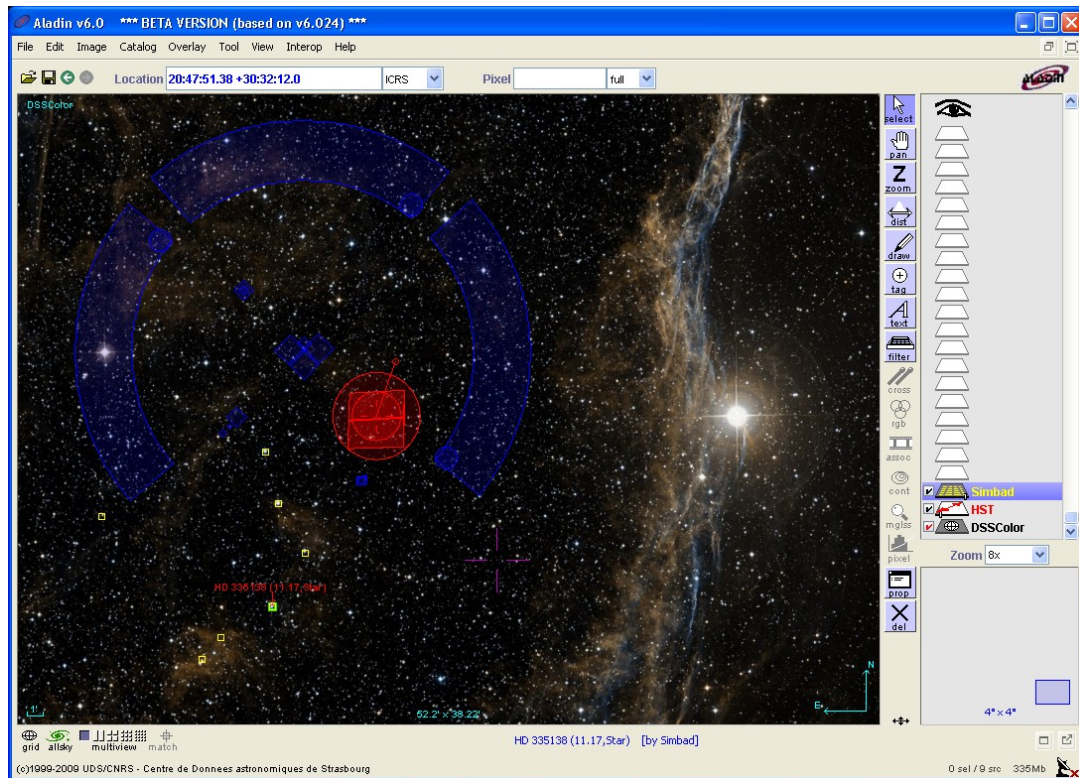 Aladin v6.0 *** BETA VERSION (based on v6.024) ***
File Edit Image Catalog Overlay Tool View Interop Help
Location 20:47:51.38 +30:32:12.0 ICRS Pixel full Aladin
DSSColor
select
pan
Z
zoom
dist
draw
tag
A
text
filter
cross
rgb
assoc
cont
mglss
pixel
prop
del
Simbad
HST
DSSColor
Zoom 8x
HD 335138 (11.17,Star)
N
E
1'
52.2' x 38.22'
4° x 4°
grid allsky multiview match
HD 335138 (11.17,Star) [by Simbad]
(c)1999-2009 UDS/CNRS - Centre de Donnees astronomiques de Strasbourg 0 sel / 9 src 335Mb